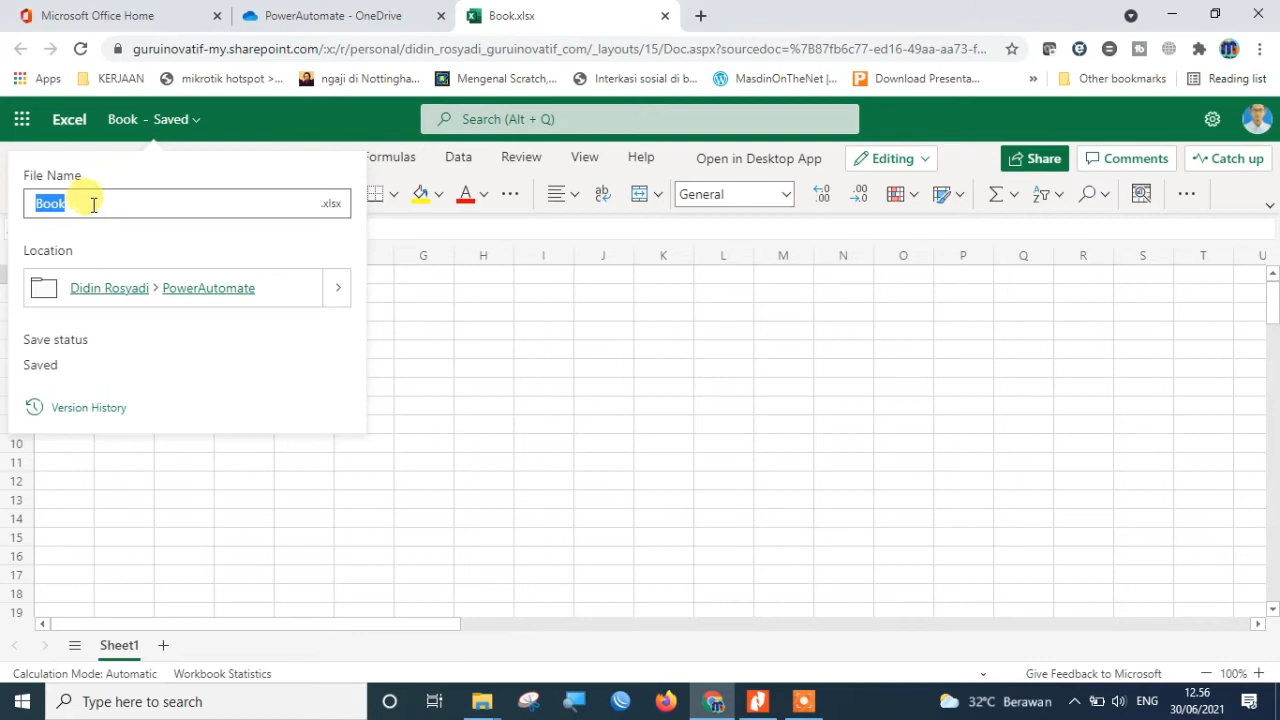 Microsoft Office Home
PowerAutomate - OneDrive
Book.xlsx
guruinovatif-my.sharepoint.com/:x:/r/personal/didin_rosyadi_guruinovatif_com/_layouts/15/Doc.aspx?sourcedoc=%7B87fb6c77-ed16-49aa-aa73-f...
Apps
KERJAAN
mikrotik hotspot >...
ngaji di Nottingha...
Mengenal Scratch,...
Interkasi sosial di b...
MasdinOnTheNet |...
Download Presenta...
»
Other bookmarks
Reading list
Excel
Book - Saved
Search (Alt + Q)
Formulas
Data
Review
View
Help
Open in Desktop App
Editing
Share
Comments
Catch up
File Name
Book
.xlsx
General
Location
Didin Rosyadi > PowerAutomate
Save status
Saved
Version History
G H I J K L M N O P Q R S T U
10
11
12
13
14
15
16
17
18
19
Sheet1
Calculation Mode: Automatic
Workbook Statistics
Give Feedback to Microsoft
100%
Type here to search
32°C Berawan
ENG
12.56
30/06/2021